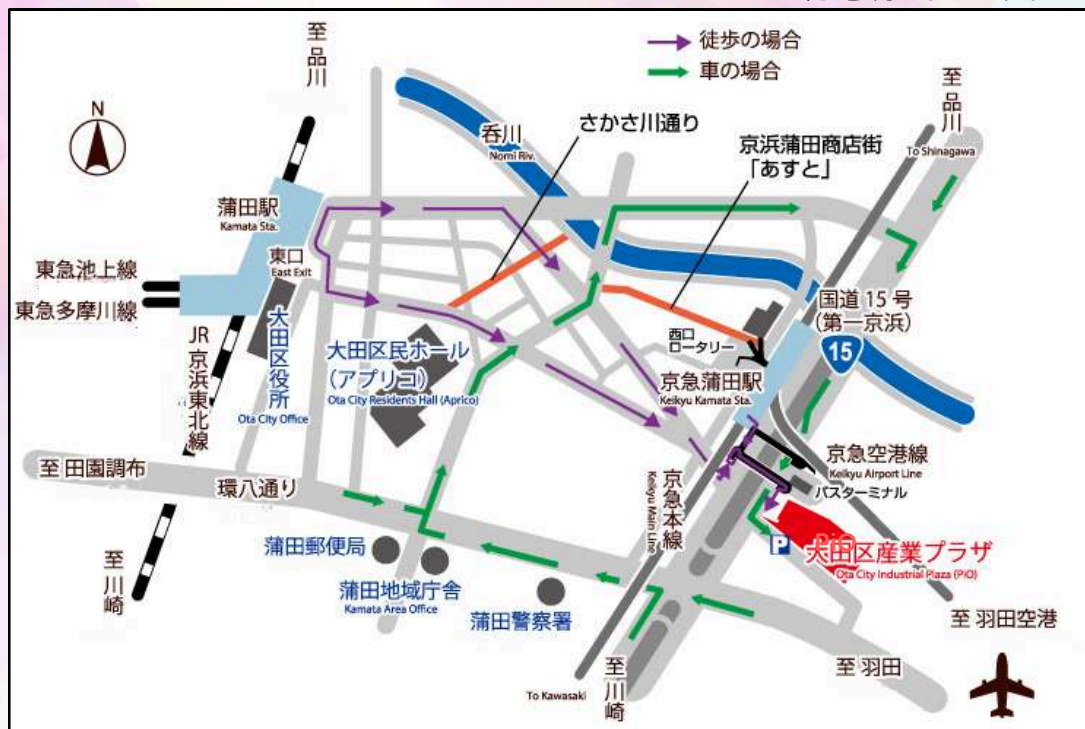 徒歩の場合
車の場合
至品川
N
呑川
Nomi Riv.
さかさ川通り
京浜蒲田商店街
「あすと」
至品川
To Shinagawa
蒲田駅
Kamata Sta.
東口
East Exit
東急池上線
東急多摩川線
JR京浜東北線
大田区役所
Ota City Office
大田区民ホール
(アプリコ)
Ota City Residents Hall (Aprico)
西口
ロータリー
京急蒲田駅
Keikyu Kamata Sta.
国道15号
(第一京浜)
15
京急空港線
Keikyu Airport Line
バスターミナル
京急本線
Keikyu Main Line
至 田園調布
環八通り
P
PiO
大田区産業プラザ
Ota City Industrial Plaza (PiO)
蒲田郵便局
蒲田地域庁舎
Kamata Area Office
蒲田警察署
至川崎
至 羽田空港
至 羽田
To Kawasaki
至川崎